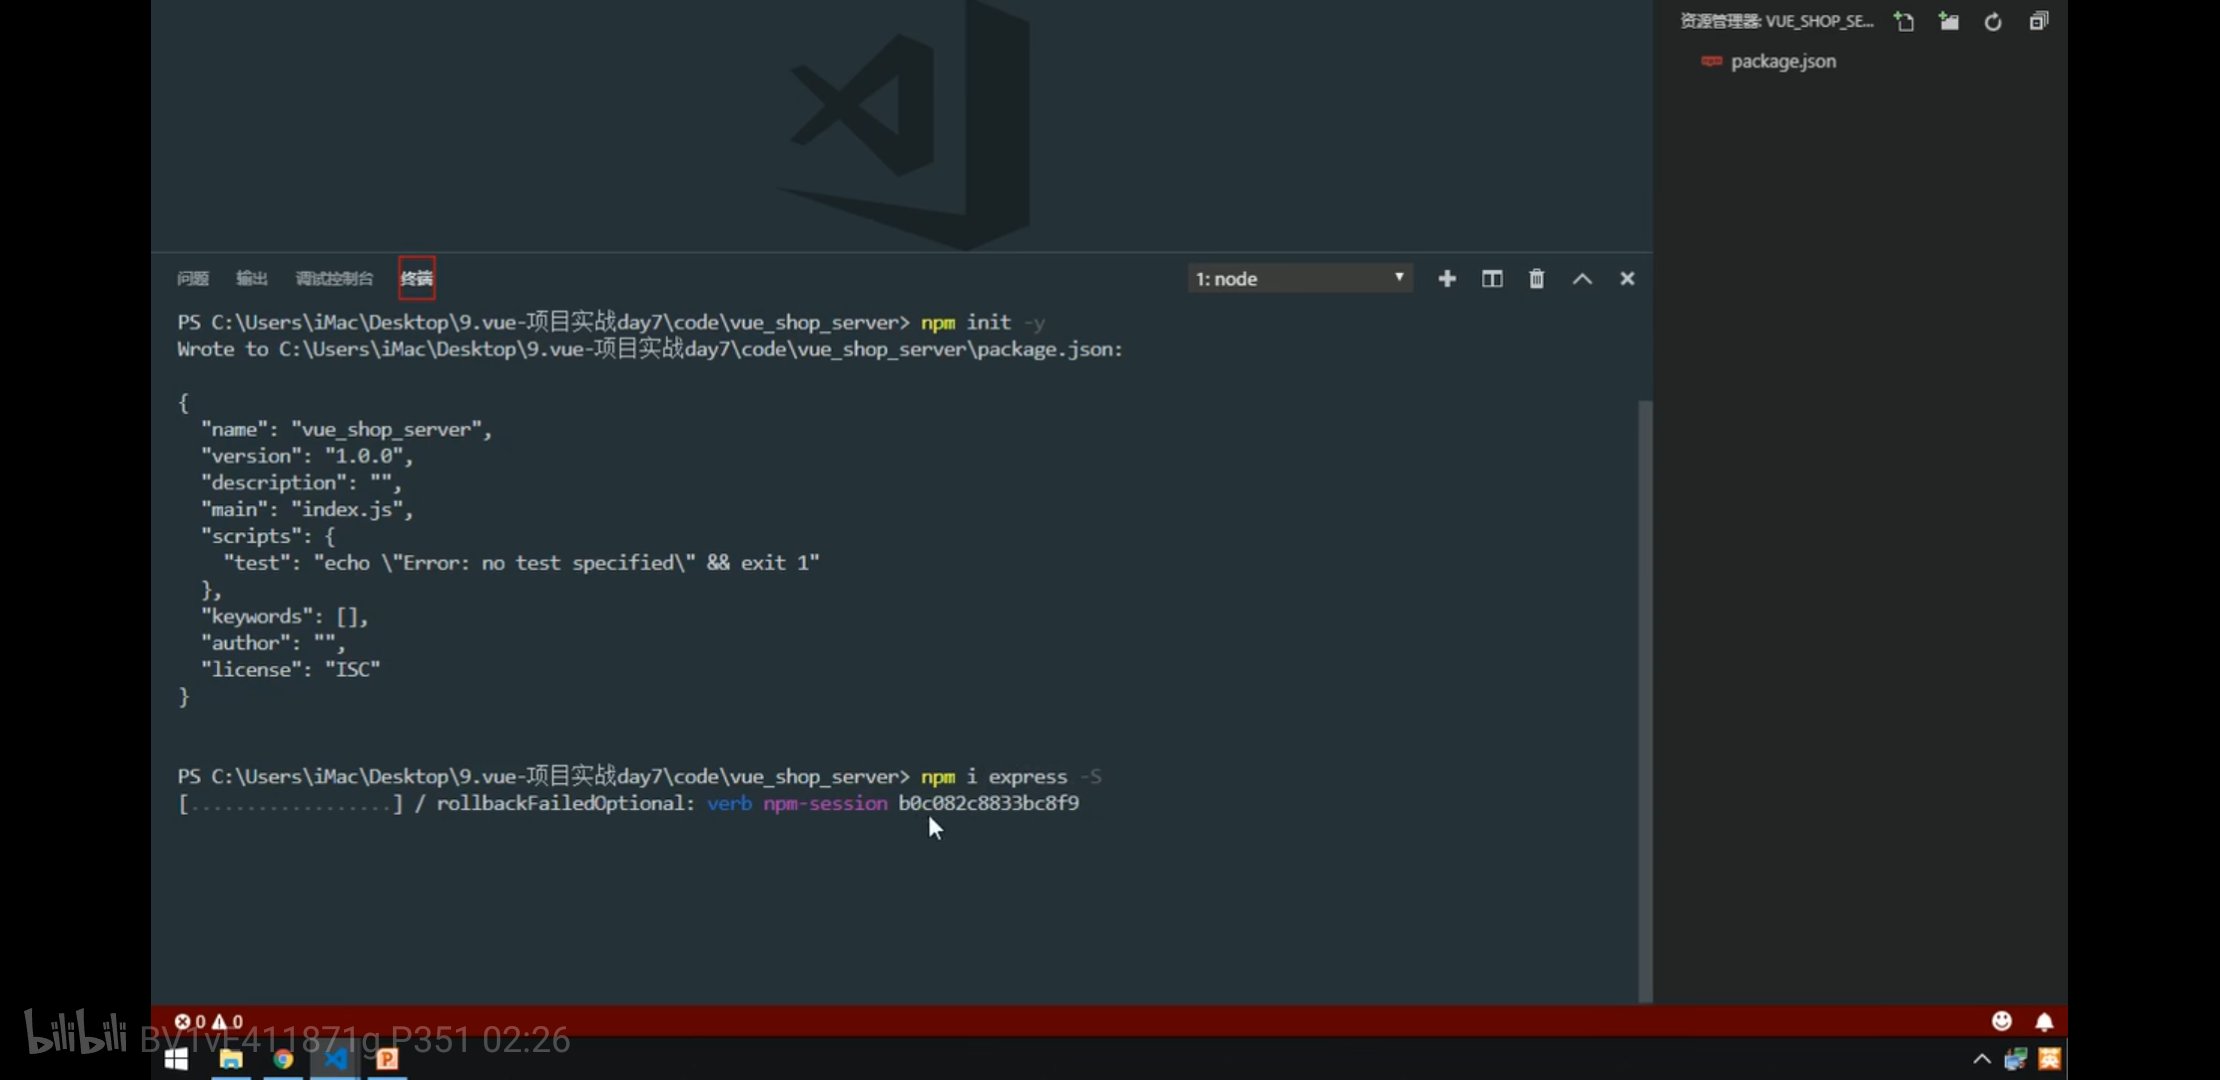 资源管理器: VUE_SHOP_SE...
package.json
问题 输出 调试控制台 终端 1: node
PS C:\Users\iMac\Desktop\9.vue-项目实战day7\code\vue_shop_server> npm init -y
Wrote to C:\Users\iMac\Desktop\9.vue-项目实战day7\code\vue_shop_server\package.json:
{
"name": "vue_shop_server",
"version": "1.0.0",
"description": "",
"main": "index.js",
"scripts": {
"test": "echo \"Error: no test specified\" && exit 1"
},
"keywords": [],
"author": "",
"license": "ISC"
}
PS C:\Users\iMac\Desktop\9.vue-项目实战day7\code\vue_shop_server> npm i express -S
[..................] / rollbackFailedOptional: verb npm-session b0c082c8833bc8f9
0 0
bilibili BV1vE411871g P351 02:26
英